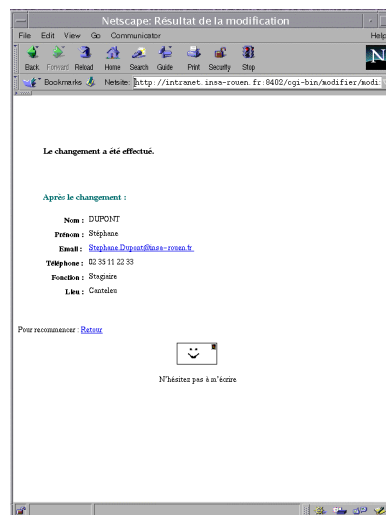 Netscape: Résultat de la modification
File Edit View Go Communicator Help
Back Forward Reload Home Search Guide Print Security Stop
N
Bookmarks Netsite: http://intranet.insa-rouen.fr:8402/cgi-bin/modifier/modi
Le changement a été effectué.
Après le changement :
Nom : DUPONT
Prénom : Stéphane
Email : Stephane.Dupont@insa-rouen.fr
Téléphone : 02 35 11 22 33
Fonction : Stagiaire
Lieu : Canteleu
Pour recommencer : Retour
N'hésitez pas à m'écrire